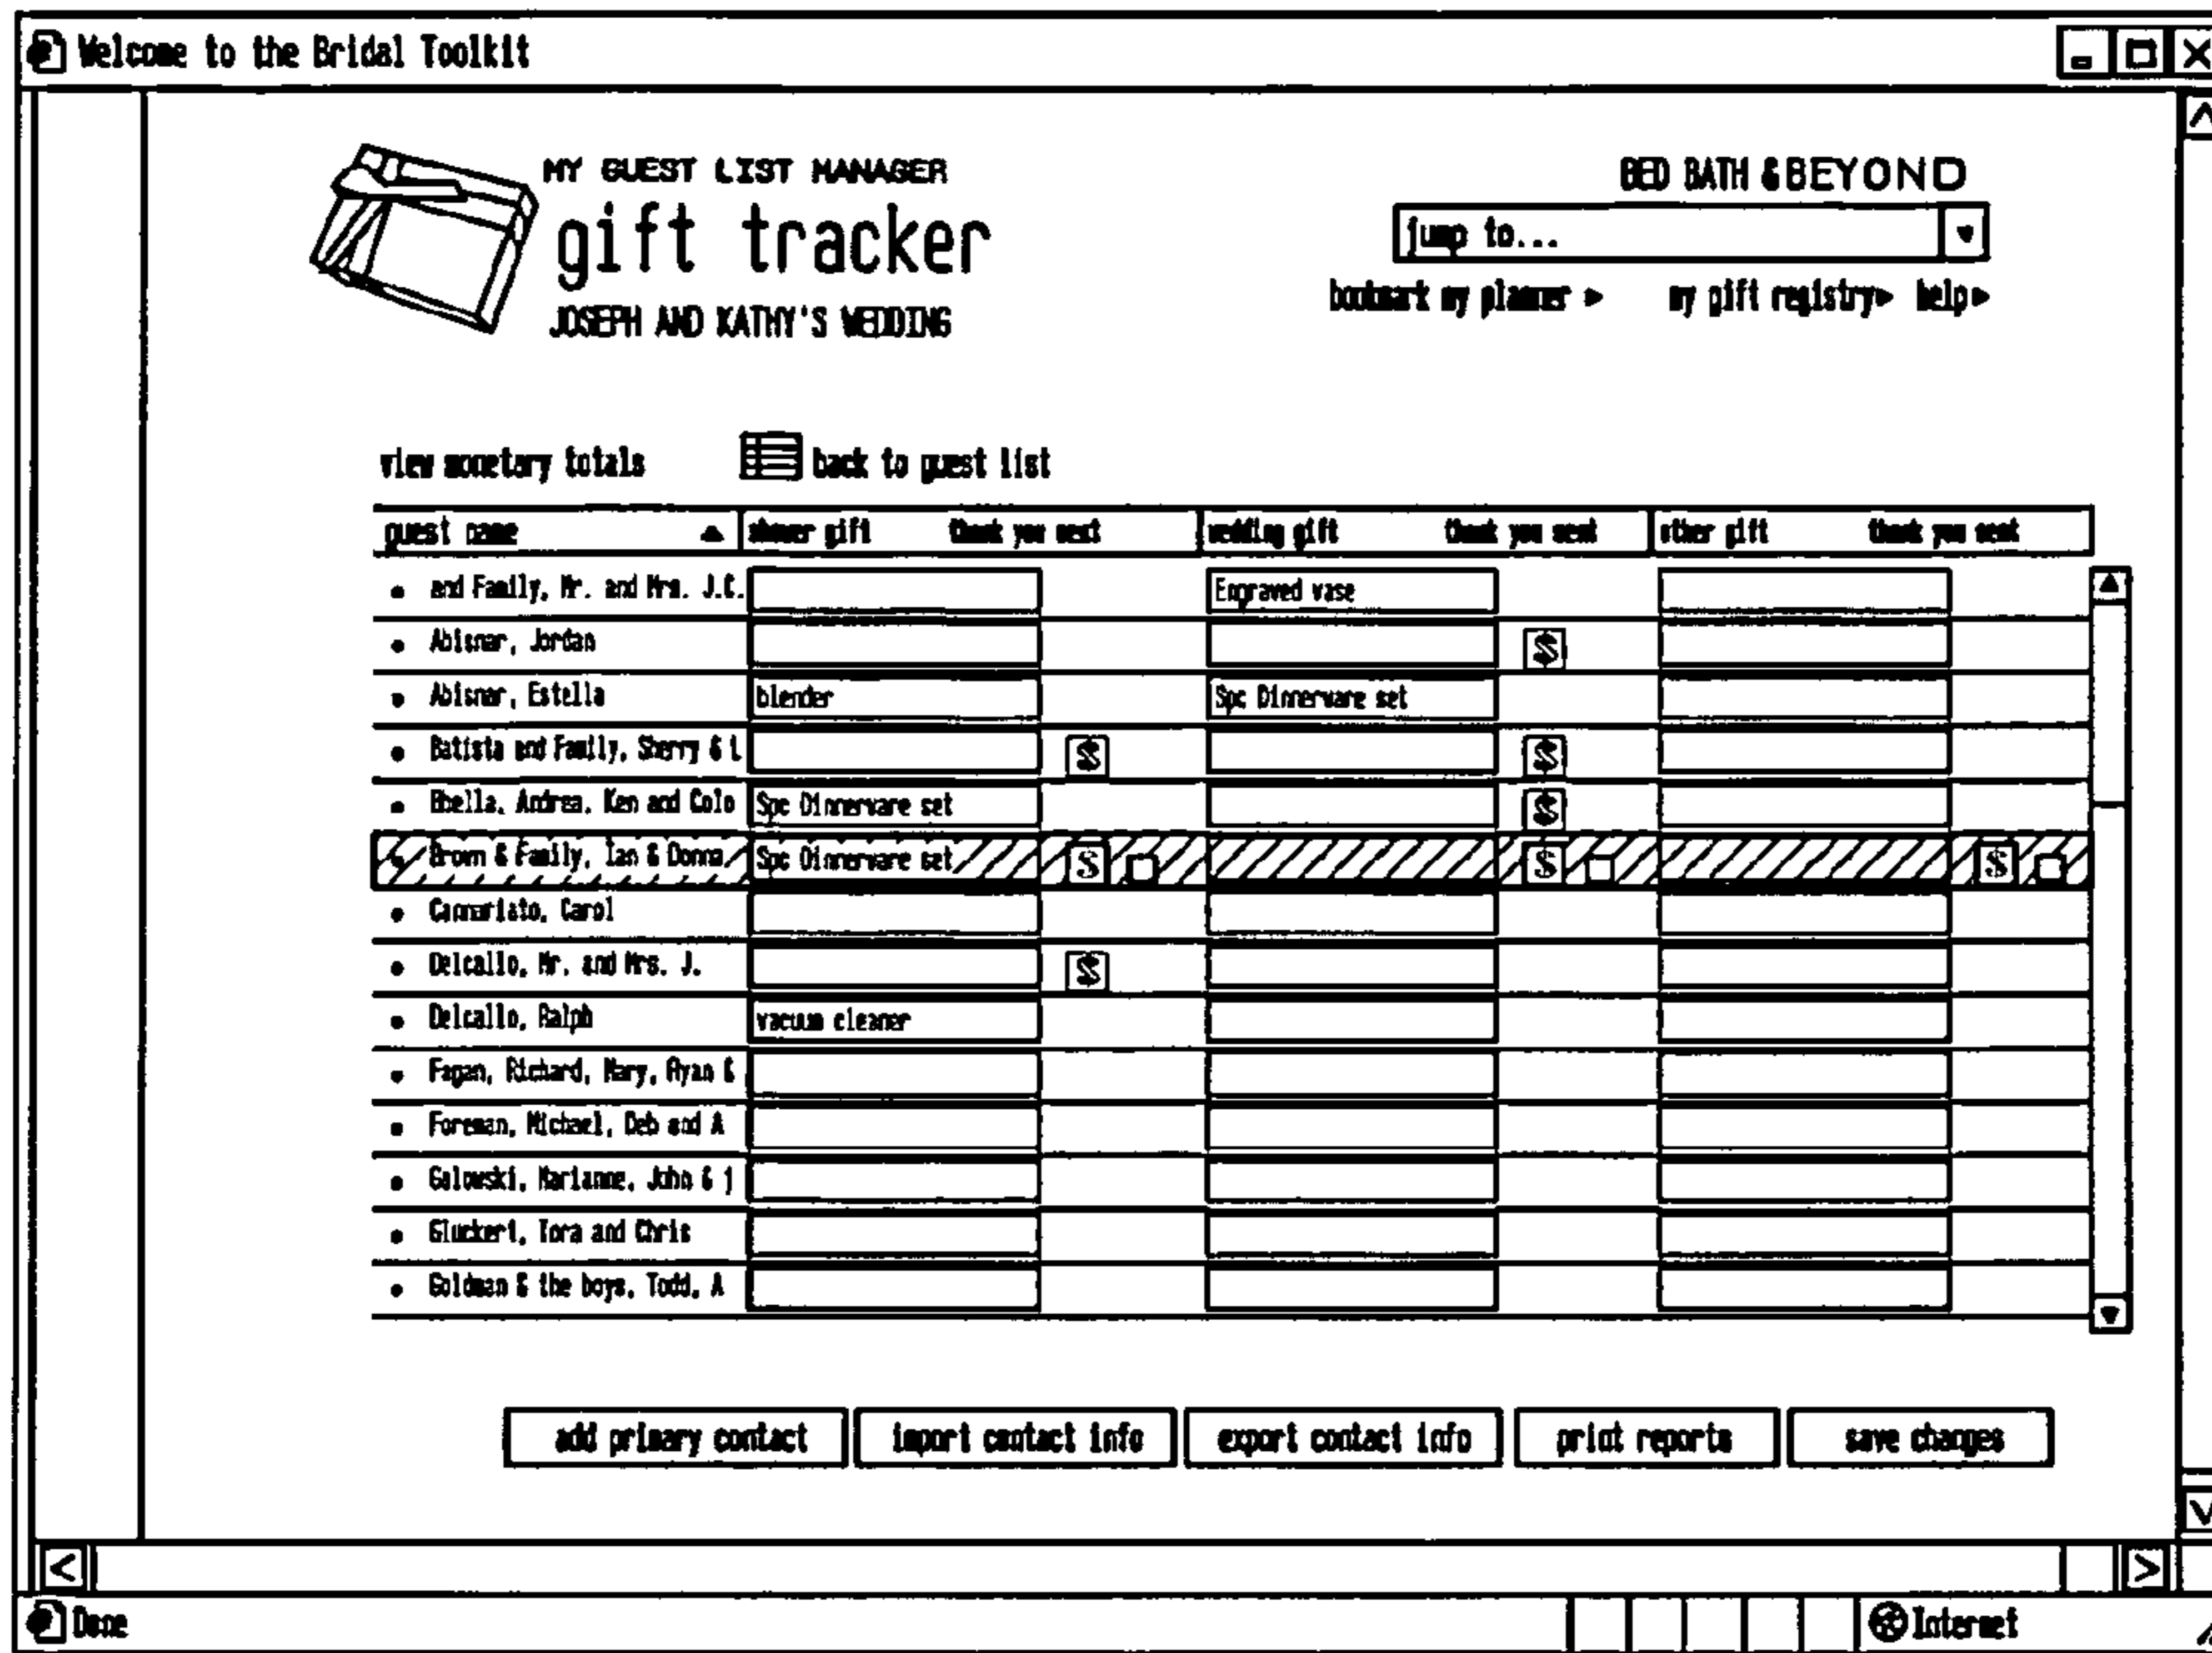 Welcome to the Bridal Toolkit
MY GUEST LIST MANAGER
gift tracker
JOSEPH AND KATHY'S WEDDING
BED BATH & BEYOND
jump to...
bookmark my planner my gift registry help
view monetary totals back to guest list
guest name shower gift thank you sent wedding gift thank you sent other gift thank you sent
and Family, Mr. and Mrs. J.C. Engraved vase
Abismar, Jordan $
Abismar, Estella blender 5pc Dinnerware set
Batista and Family, Sherry & L $ $
Andrea, Ken and Colo 5pc Dinnerware set $
Brown & Family, Ian & Donna 5pc Dinnerware set $ $ $
Cannariato, Carol
Delcallo, Mr. and Mrs. J. $
Delcallo, Ralph vacuum cleaner
Fagan, Richard, Mary, Ryan &
Foreman, Michael, Deb and A
Galowski, Marianne, John & j
Gluckert, Tora and Chris
Goldman & the boys, Todd, A
add primary contact import contact info export contact info print reports save changes
Done Internet